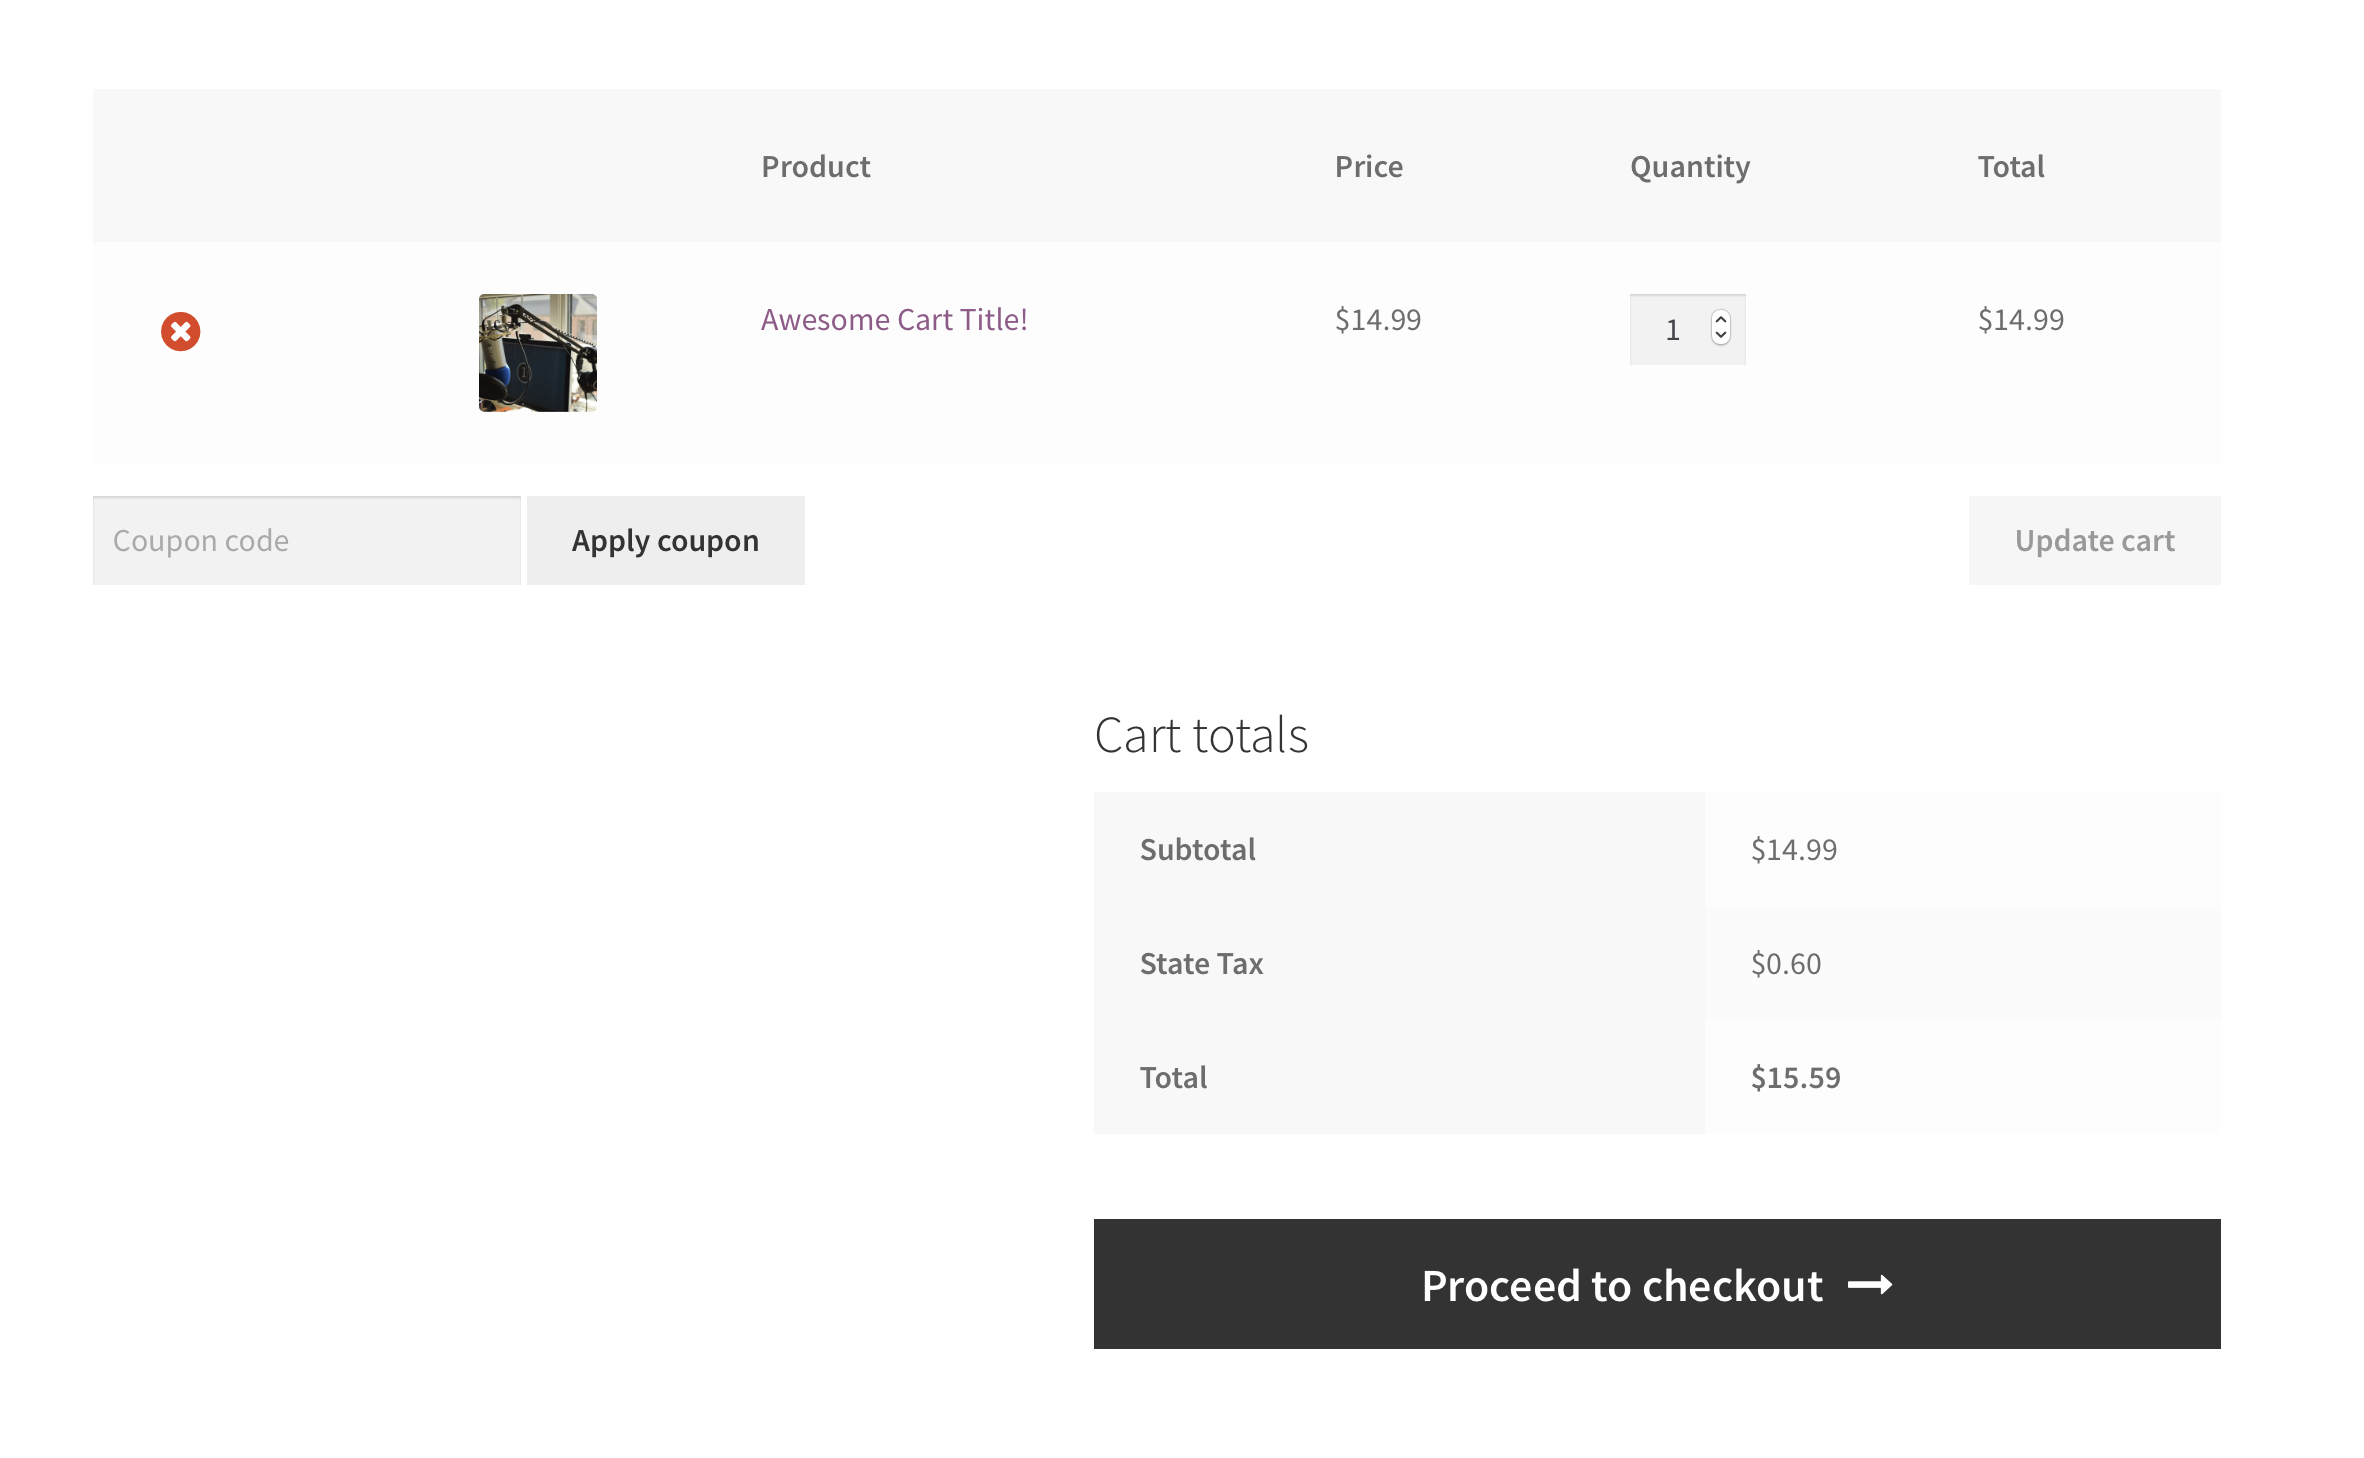 Product Price Quantity Total
Awesome Cart Title! $14.99 1 $14.99
Coupon code Apply coupon Update cart
Cart totals
Subtotal $14.99
State Tax $0.60
Total $15.59
Proceed to checkout